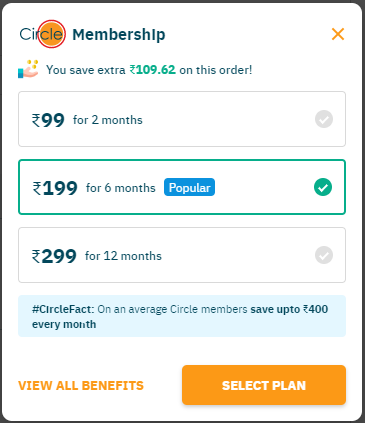 Circle Membership
You save extra ₹109.62 on this order!
₹99 for 2 months
₹199 for 6 months Popular
₹299 for 12 months
#CircleFact: On an average Circle members save upto ₹400
every month
VIEW ALL BENEFITS SELECT PLAN